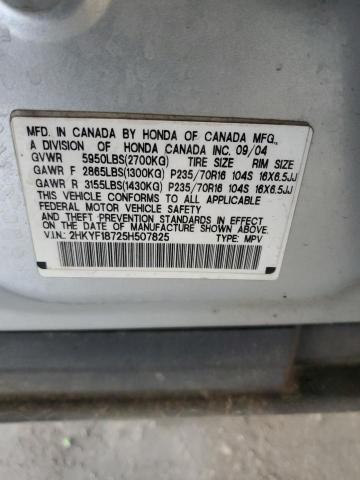 MFD. IN CANADA BY HONDA OF CANADA MFG.,
A DIVISION OF HONDA CANADA INC. 09/04
GVWR 5950LBS(2700KG) TIRE SIZE RIM SIZE
GAWR F 2865LBS(1300KG) P235/70R16 104S 16X6.5JJ
GAWR R 3155LBS(1430KG) P235/70R16 104S 16X6.5JJ
THIS VEHICLE CONFORMS TO ALL APPLICABLE
FEDERAL MOTOR VEHICLE SAFETY
STANDARDS IN EFFECT ON THE DATE OF MANUFACTURE SHOWN ABOVE.
V.I.N.: 2HKYF18725H507825 TYPE: MPV